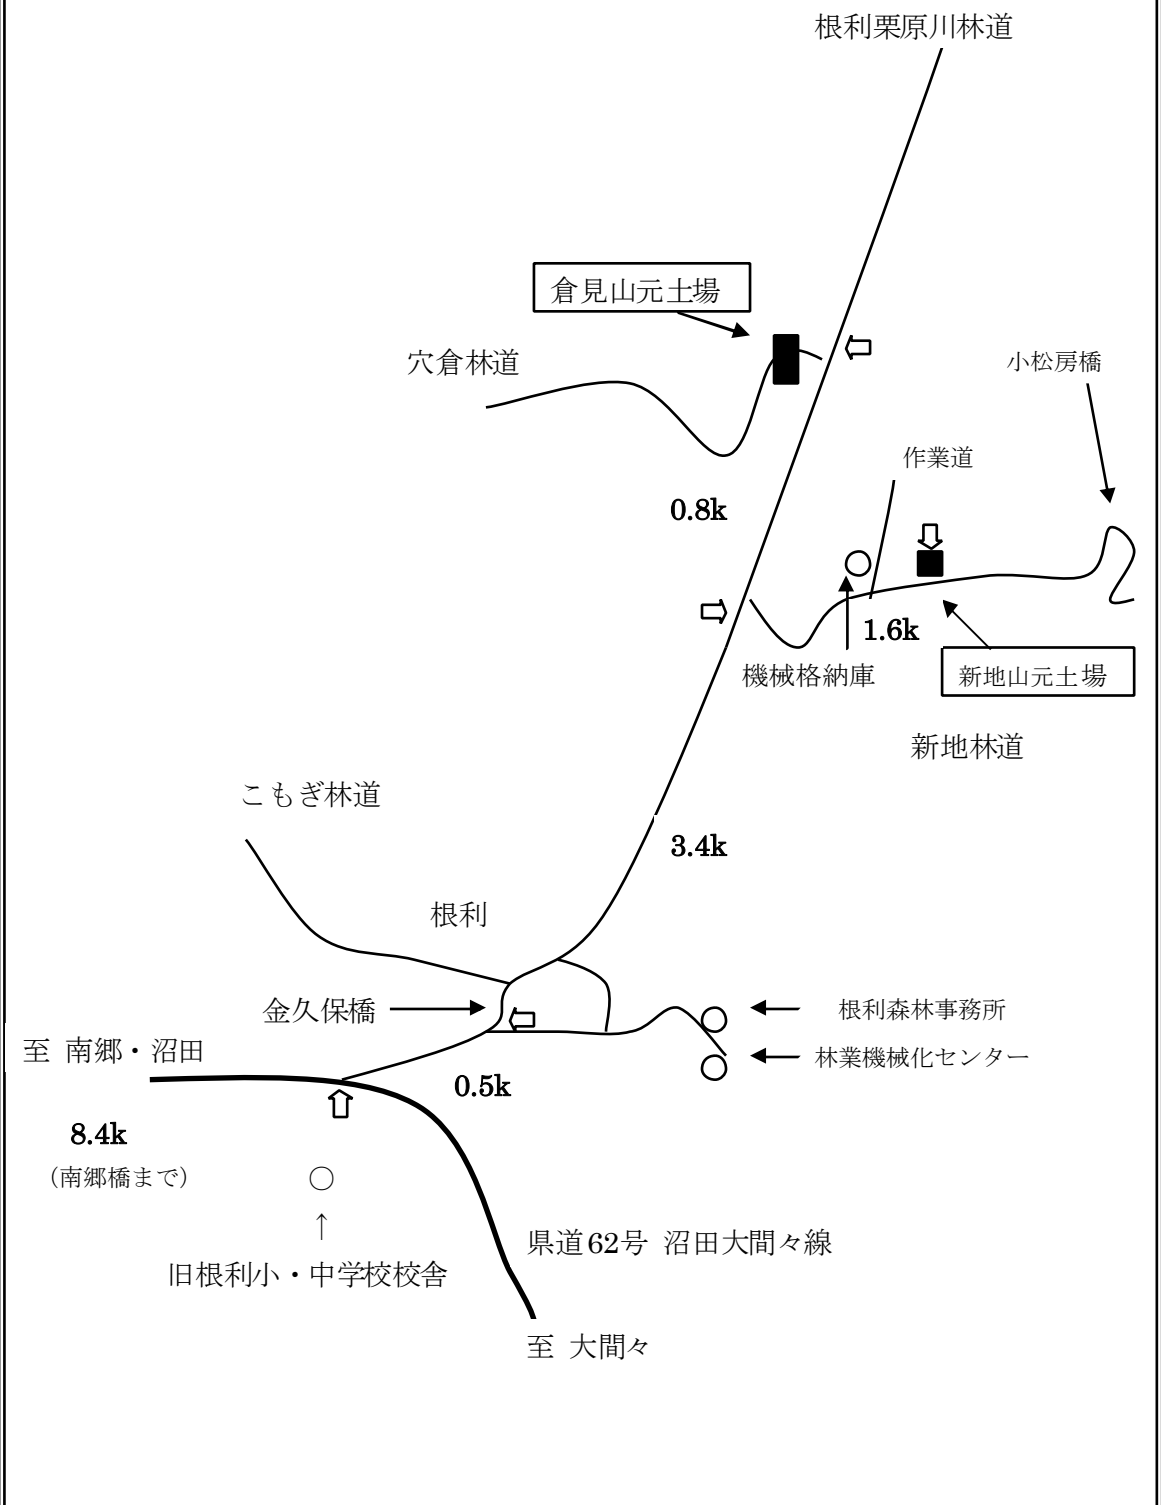 根利栗原川林道
倉見山元土場
穴倉林道
小松房橋
作業道
0.8k
1.6k
機械格納庫
新地山元土場
新地林道
こもぎ林道
3.4k
根利
金久保橋
根利森林事務所
至 南郷・沼田
林業機械化センター
0.5k
8.4k
（南郷橋まで）
○
↑
県道62号 沼田大間々線
旧根利小・中学校校舎
至 大間々